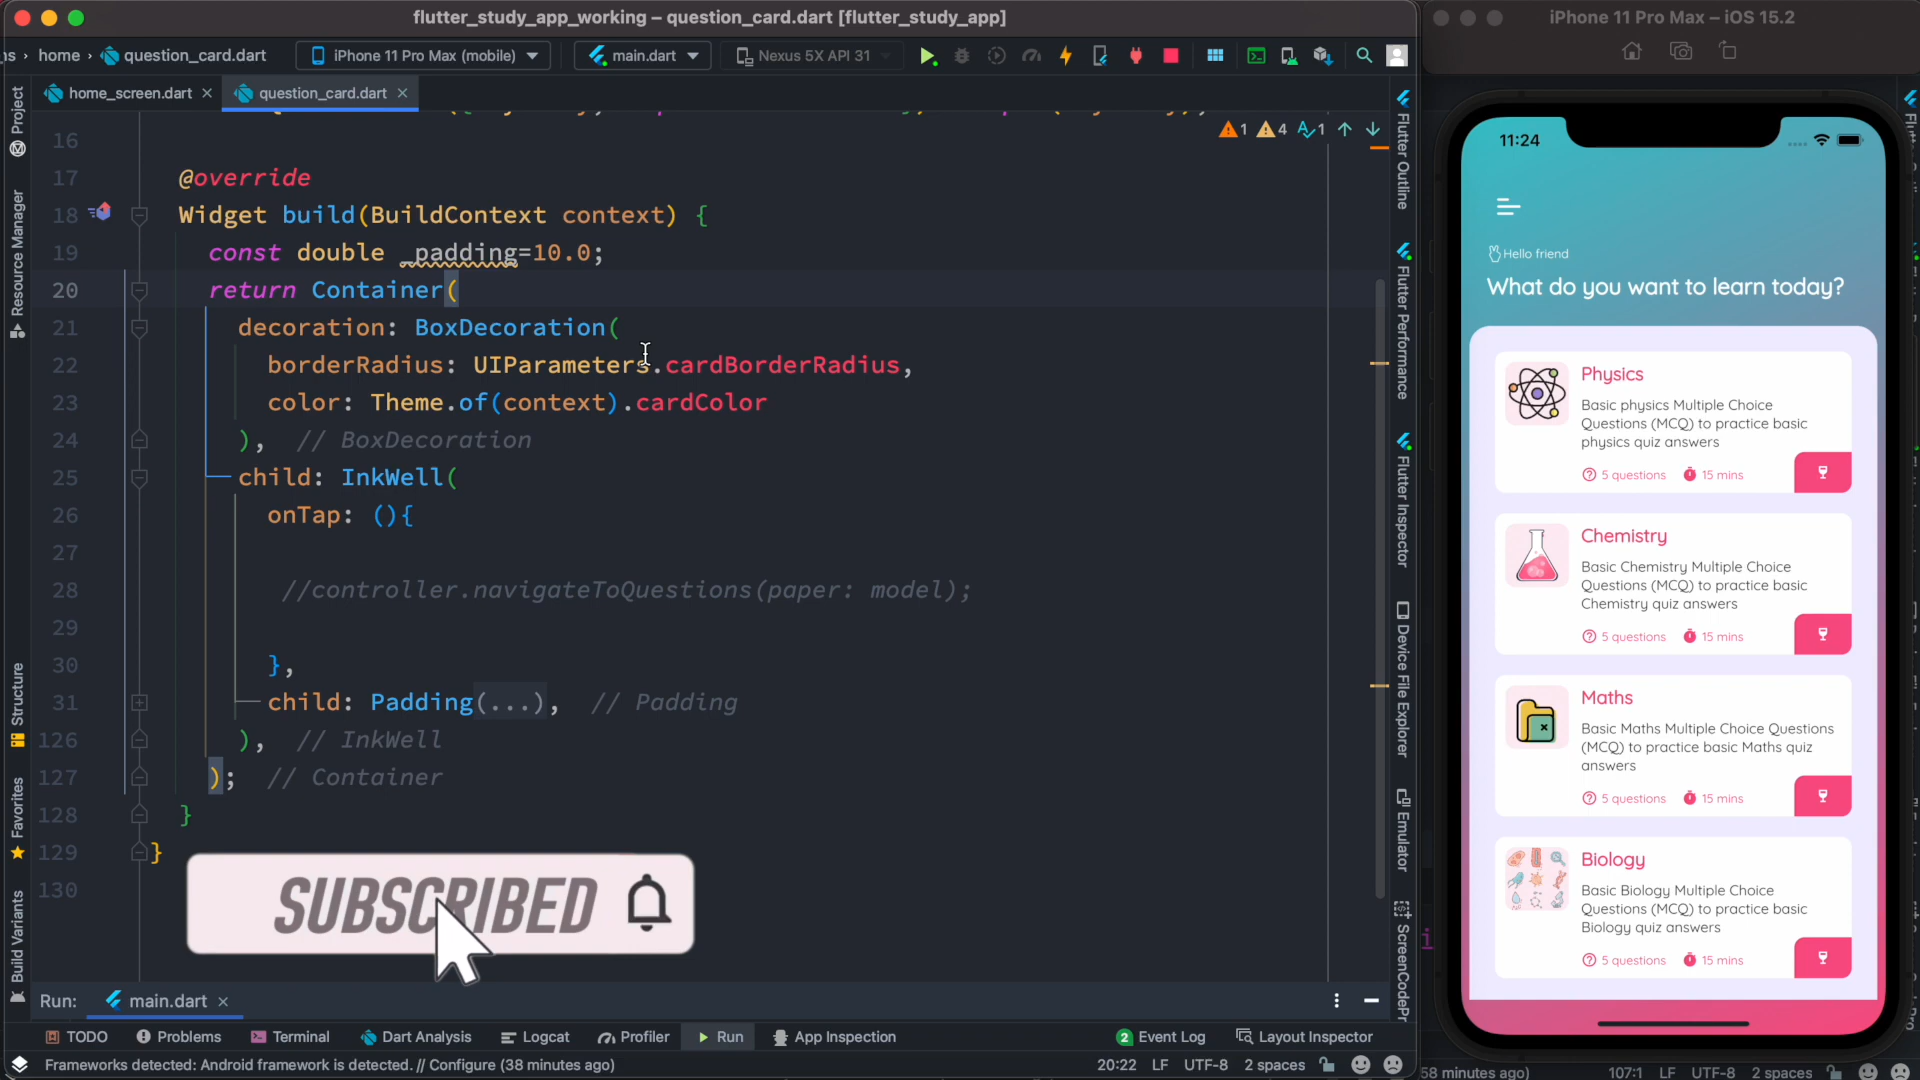 flutter_study_app_working – question_card.dart [flutter_study_app]
home question_card.dart iPhone 11 Pro Max (mobile) main.dart Nexus 5X API 31
home_screen.dart question_card.dart
1 4 1
16
17 @override
18 Widget build(BuildContext context) {
19 const double _padding=10.0;
20 return Container(
21 decoration: BoxDecoration(
22 borderRadius: UIParameters.cardBorderRadius,
23 color: Theme.of(context).cardColor
24 ), // BoxDecoration
25 child: InkWell(
26 onTap: (){
27
28 //controller.navigateToQuestions(paper: model);
29
30 },
31 child: Padding(...), // Padding
126 ), // InkWell
127 ); // Container
128 }
129 }
130
SUBSCRIBED
Run: main.dart
TODO Problems Terminal Dart Analysis Logcat Profiler Run App Inspection 2 Event Log Layout Inspector
Frameworks detected: Android framework is detected. // Configure (38 minutes ago) 20:22 LF UTF-8 2 spaces
Project
Resource Manager
Structure
Favorites
Build Variants
Flutter Outline
Flutter Performance
Flutter Inspector
Device File Explorer
Emulator
ScreenCodePr
iPhone 11 Pro Max – iOS 15.2
11:24
Hello friend
What do you want to learn today?
Physics
Basic physics Multiple Choice
Questions (MCQ) to practice basic
physics quiz answers
5 questions 15 mins
Chemistry
Basic Chemistry Multiple Choice
Questions (MCQ) to practice basic
Chemistry quiz answers
5 questions 15 mins
Maths
Basic Maths Multiple Choice Questions
(MCQ) to practice basic Maths quiz
answers
5 questions 15 mins
Biology
Basic Biology Multiple Choice
Questions (MCQ) to practice basic
Biology quiz answers
5 questions 15 mins
58 minutes ago) 107:1 LF UTF-8 2 spaces